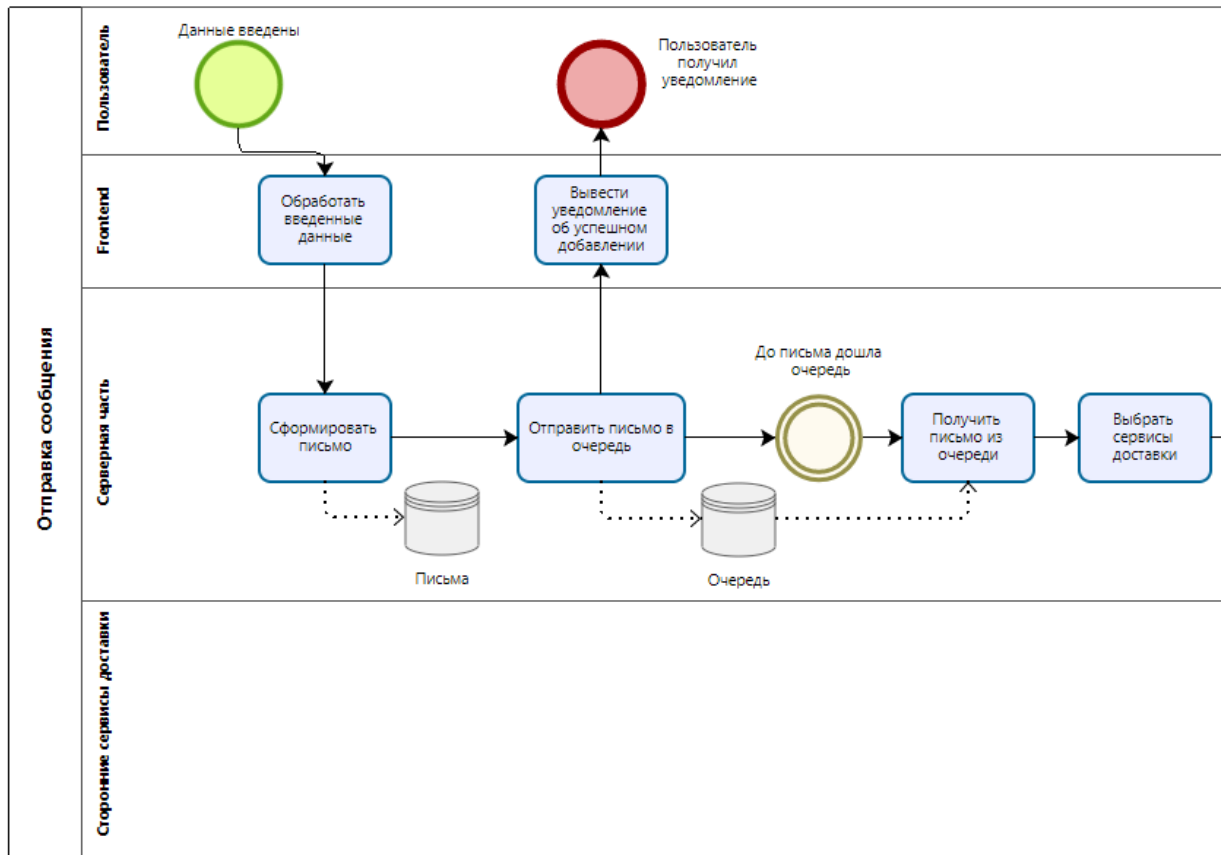 Отправка сообщения
Пользователь
Данные введены
Пользователь
получил
уведомление
Frontend
Обработать
введенные
данные
Вывести
уведомление
об успешном
добавлении
Серверная часть
До письма дошла
очередь
Сформировать
письмо
Отправить письмо в
очередь
Получить
письмо из
очереди
Выбрать
сервисы
доставки
Письма
Очередь
Сторонние сервисы доставки